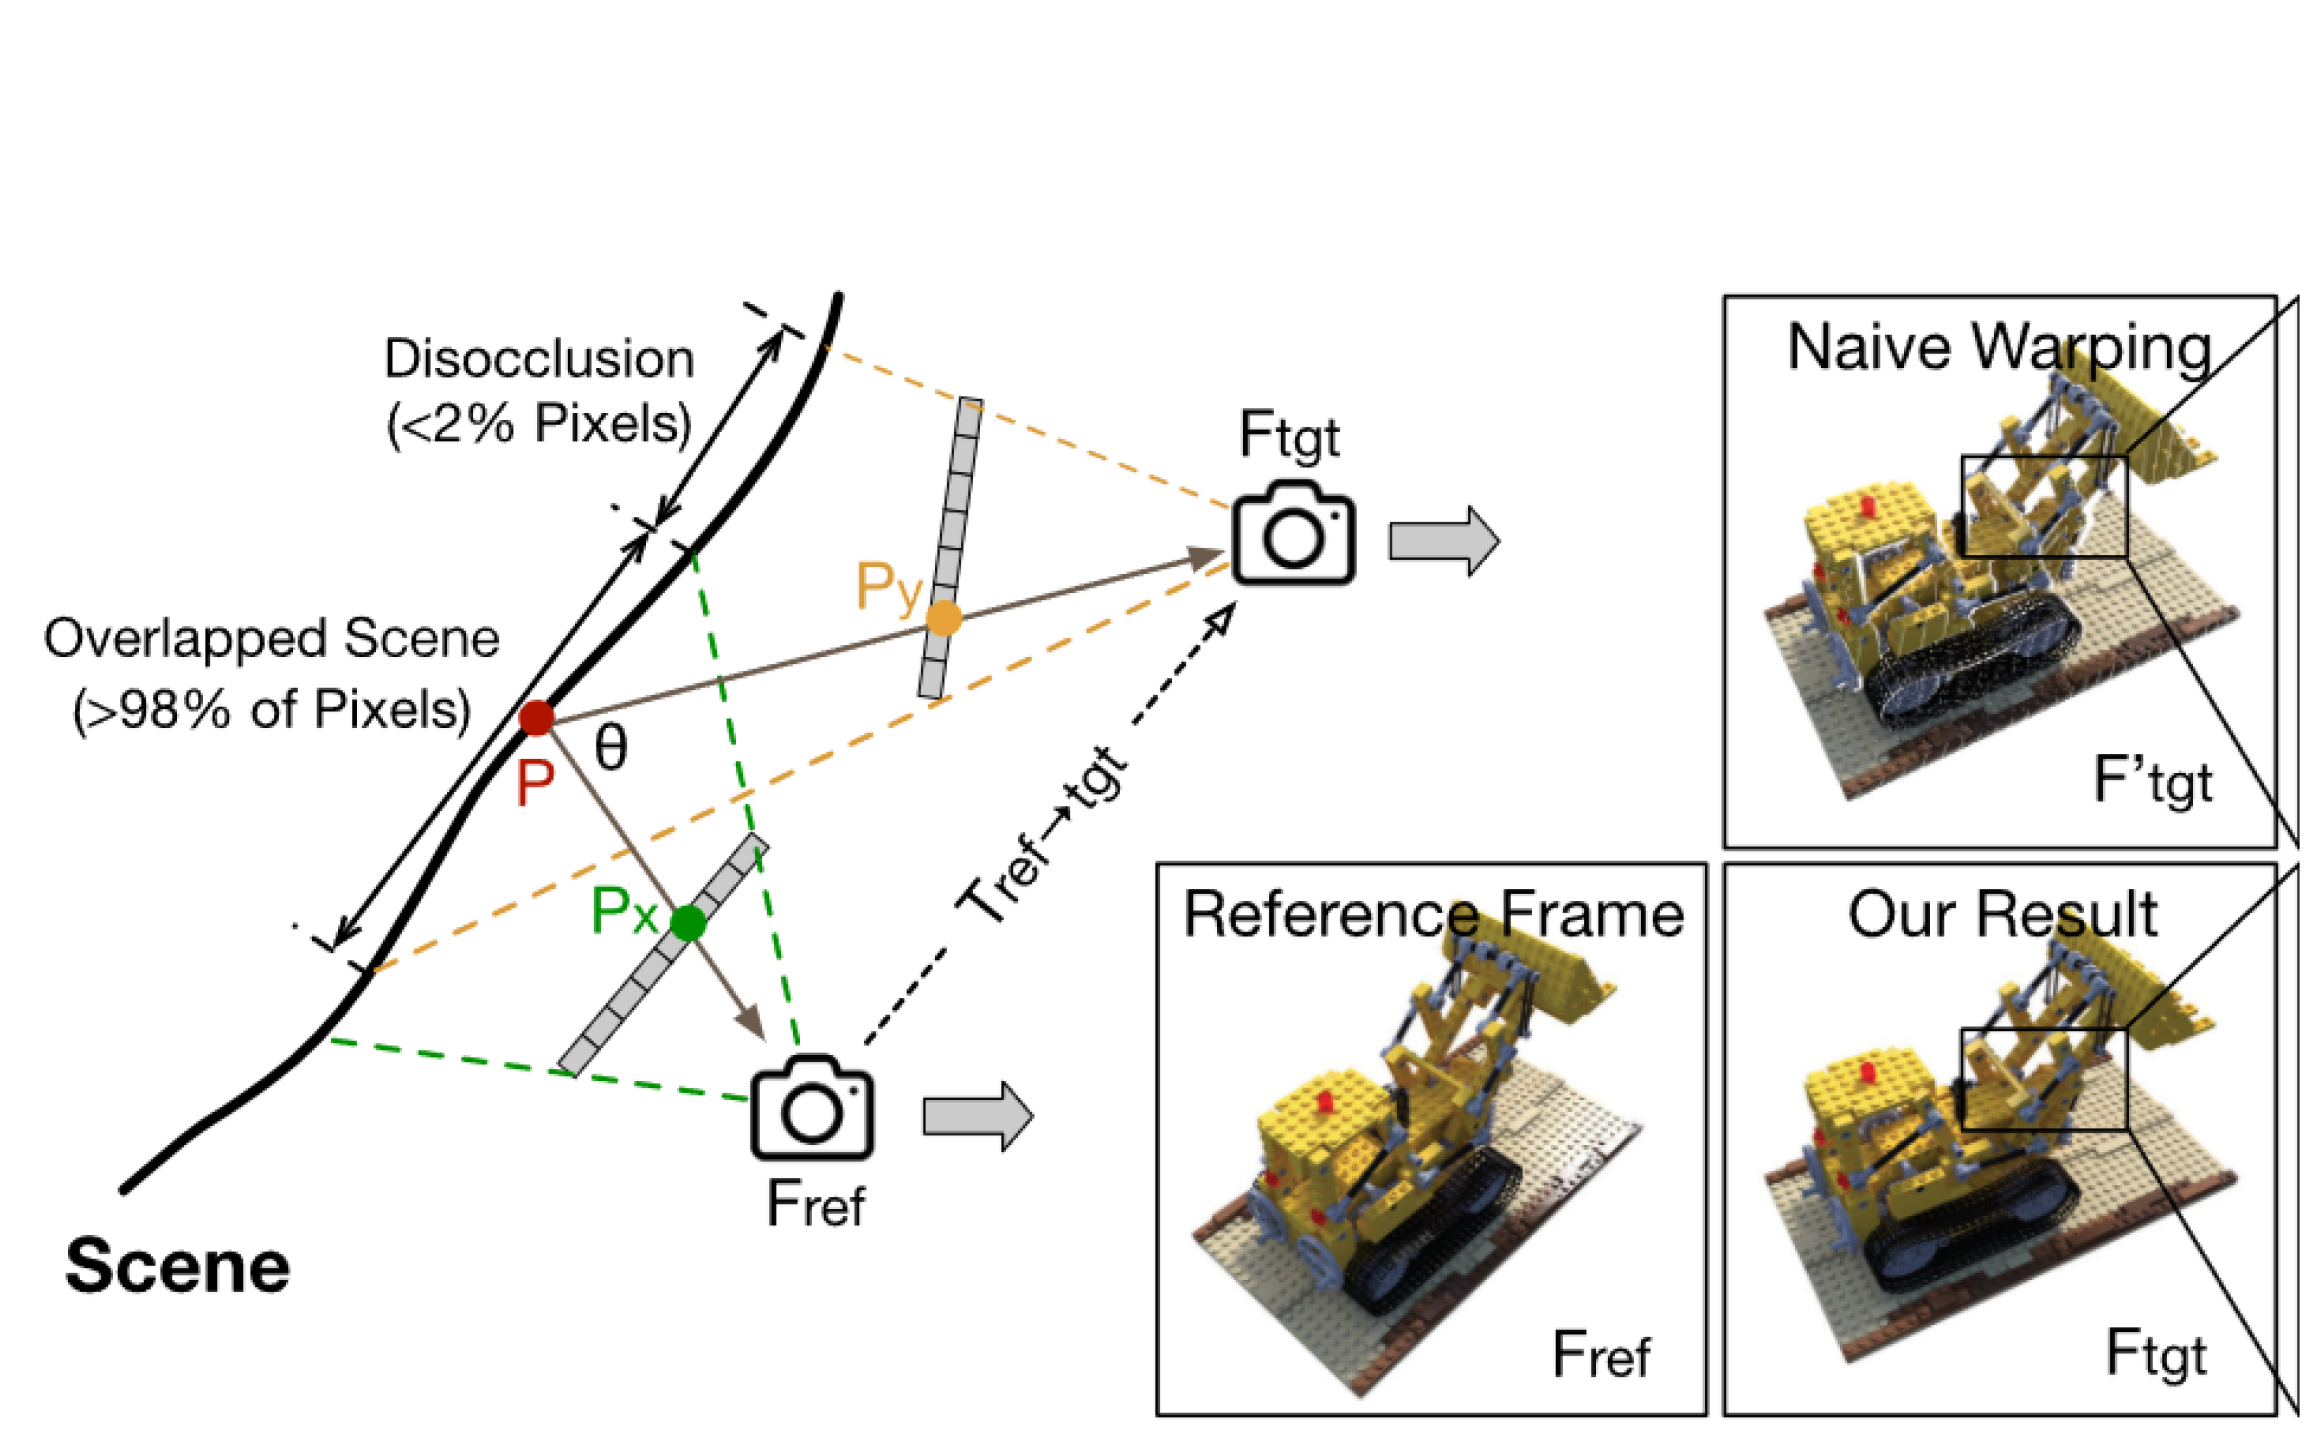 Disocclusion
(<2% Pixels)
Overlapped Scene
(>98% of Pixels)
P
θ
Py
Px
Ftgt
Tref→tgt
Fref
Scene
Naive Warping
F’tgt
Reference Frame
Fref
Our Result
Ftgt